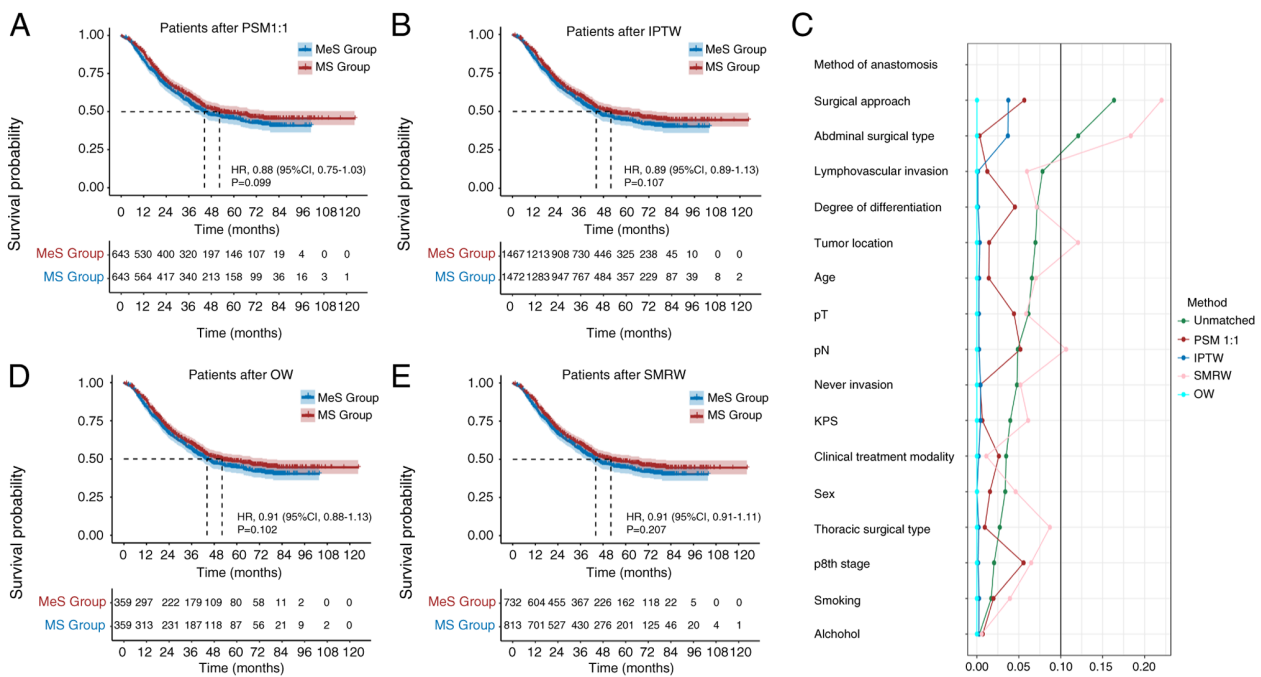 A
Patients after PSM1:1
MeS Group
MS Group
Survival probability
1.00
0.75
0.50
0.25
0.00
HR, 0.88 (95%CI, 0.75-1.03)
P=0.099
0 12 24 36 48 60 72 84 96 108 120
Time (months)
MeS Group 643 530 400 320 197 146 107 19 4 0 0
MS Group 643 564 417 340 213 158 99 36 16 3 1
0 12 24 36 48 60 72 84 96 108 120
Time (months)
B
Patients after IPTW
MeS Group
MS Group
Survival probability
1.00
0.75
0.50
0.25
0.00
HR, 0.89 (95%CI, 0.89-1.13)
P=0.107
0 12 24 36 48 60 72 84 96 108 120
Time (months)
MeS Group 1467 1213 908 730 446 325 238 45 10 0 0
MS Group 1472 1283 947 767 484 357 229 87 39 8 2
0 12 24 36 48 60 72 84 96 108 120
Time (months)
C
Method of anastomosis
Surgical approach
Abdminal surgical type
Lymphovascular invasion
Degree of differentiation
Tumor location
Age
pT
pN
Never invasion
KPS
Clinical treatment modality
Sex
Thoracic surgical type
p8th stage
Smoking
Alchohol
0.00 0.05 0.10 0.15 0.20
Method
Unmatched
PSM 1:1
IPTW
SMRW
OW
D
Patients after OW
MeS Group
MS Group
Survival probability
1.00
0.75
0.50
0.25
0.00
HR, 0.91 (95%CI, 0.88-1.13)
P=0.102
0 12 24 36 48 60 72 84 96 108 120
Time (months)
MeS Group 359 297 222 179 109 80 58 11 2 0 0
MS Group 359 313 231 187 118 87 56 21 9 2 0
0 12 24 36 48 60 72 84 96 108 120
Time (months)
E
Patients after SMRW
MeS Group
MS Group
Survival probability
1.00
0.75
0.50
0.25
0.00
HR, 0.91 (95%CI, 0.91-1.11)
P=0.207
0 12 24 36 48 60 72 84 96 108 120
Time (months)
MeS Group 732 604 455 367 226 162 118 22 5 0 0
MS Group 813 701 527 430 276 201 125 46 20 4 1
0 12 24 36 48 60 72 84 96 108 120
Time (months)